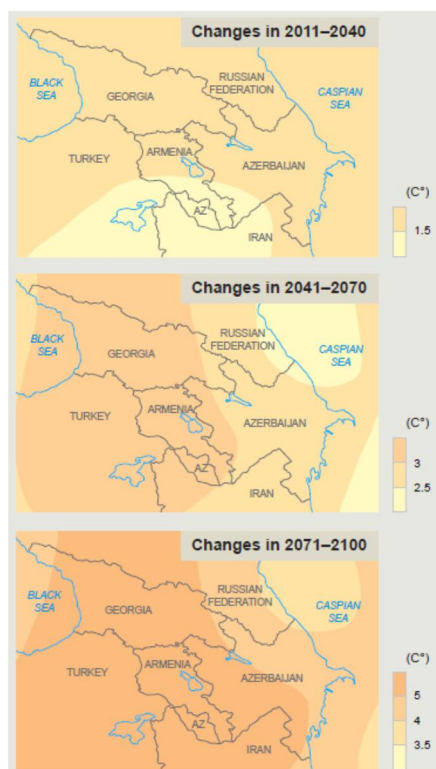 Changes in 2011–2040
BLACK
SEA
GEORGIA
RUSSIAN
FEDERATION
CASPIAN
SEA
TURKEY
ARMENIA
AZERBAIJAN
AZ
IRAN
(C°)
1.5
Changes in 2041–2070
BLACK
SEA
GEORGIA
RUSSIAN
FEDERATION
CASPIAN
SEA
TURKEY
ARMENIA
AZERBAIJAN
AZ
IRAN
(C°)
3
2.5
Changes in 2071–2100
BLACK
SEA
GEORGIA
RUSSIAN
FEDERATION
CASPIAN
SEA
TURKEY
ARMENIA
AZERBAIJAN
AZ
IRAN
(C°)
5
4
3.5